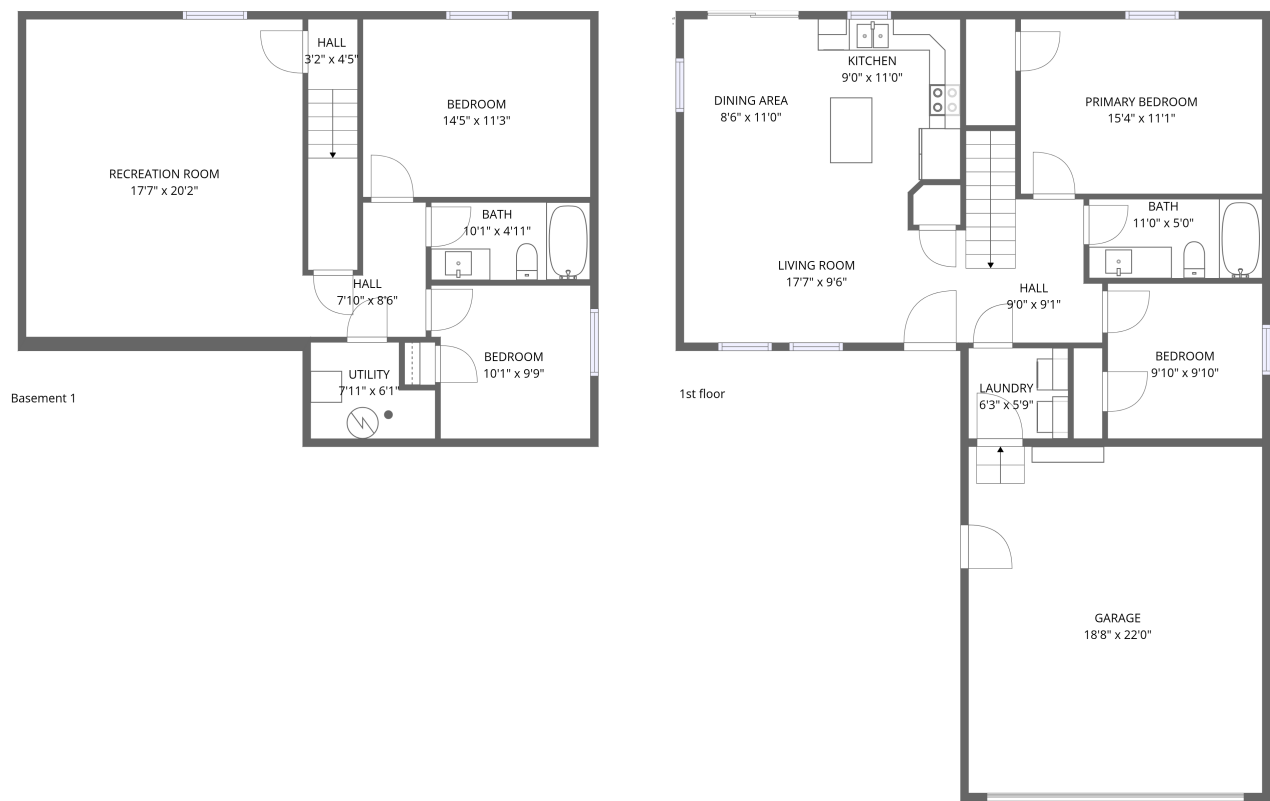 HALL
3'2" x 4'5"
BEDROOM
14'5" x 11'3"
RECREATION ROOM
17'7" x 20'2"
BATH
10'1" x 4'11"
HALL
7'10" x 8'6"
BEDROOM
10'1" x 9'9"
UTILITY
7'11" x 6'1"
Basement 1
KITCHEN
9'0" x 11'0"
DINING AREA
8'6" x 11'0"
PRIMARY BEDROOM
15'4" x 11'1"
BATH
11'0" x 5'0"
LIVING ROOM
17'7" x 9'6"
HALL
9'0" x 9'1"
BEDROOM
9'10" x 9'10"
LAUNDRY
6'3" x 5'9"
1st floor
GARAGE
18'8" x 22'0"